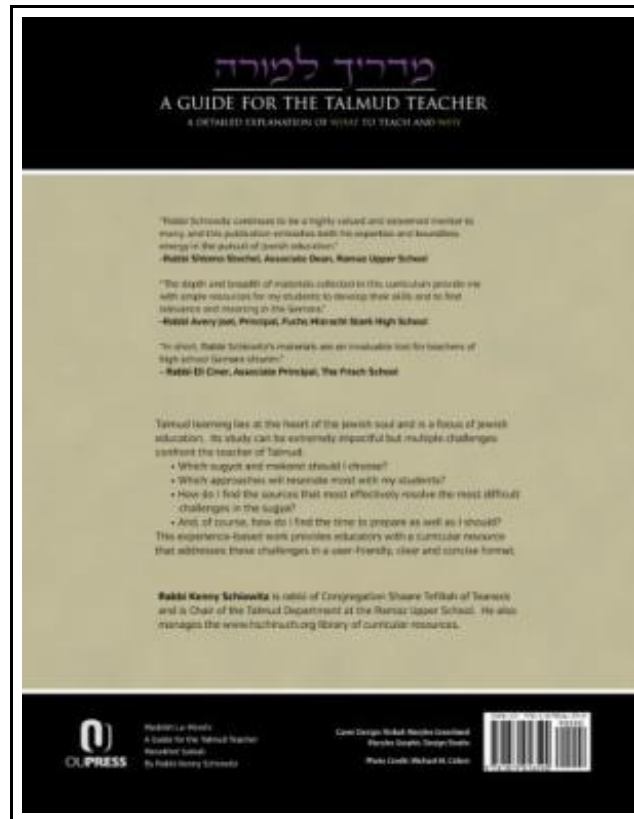 מדריך למורה
A GUIDE FOR THE TALMUD TEACHER
A DETAILED EXPLANATION OF WHAT TO TEACH AND WHY
"Rabbi Schiowitz continues to be a highly valued and esteemed mentor to
many, and this publication embodies both his expertise and boundless
energy in the pursuit of Jewish education."
–Rabbi Shlomo Stochel, Associate Dean, Ramaz Upper School
"The depth and breadth of materials collected in this curriculum provide me
with ample resources for my students to develop their skills and to find
relevance and meaning in the Gemara."
–Rabbi Avery Joel, Principal, Fuchs Mizrachi Stark High School
"In short, Rabbi Schiowitz's materials are an invaluable tool for teachers of
high school Gemara shiurim."
– Rabbi Eli Ciner, Associate Principal, The Frisch School
Talmud learning lies at the heart of the Jewish soul and is a focus of Jewish
education. Its study can be extremely impactful but multiple challenges
confront the teacher of Talmud:
• Which sugyot and mekorot should I choose?
• Which approaches will resonate most with my students?
• How do I find the sources that most effectively resolve the most difficult
challenges in the sugya?
• And, of course, how do I find the time to prepare as well as I should?
This experience-based work provides educators with a curricular resource
that addresses these challenges in a user-friendly, clear and concise format.
Rabbi Kenny Schiowitz is rabbi of Congregation Shaare Tefillah of Teaneck
and is Chair of the Talmud Department at the Ramaz Upper School. He also
manages the www.hschinuch.org library of curricular resources.
OUPRESS
Madrikh La-Moreh:
A Guide for the Talmud Teacher
By Rabbi Kenny Schiowitz
Cover Design:
Graphic Design Studio
Photo Credit: Michael M. Cohen